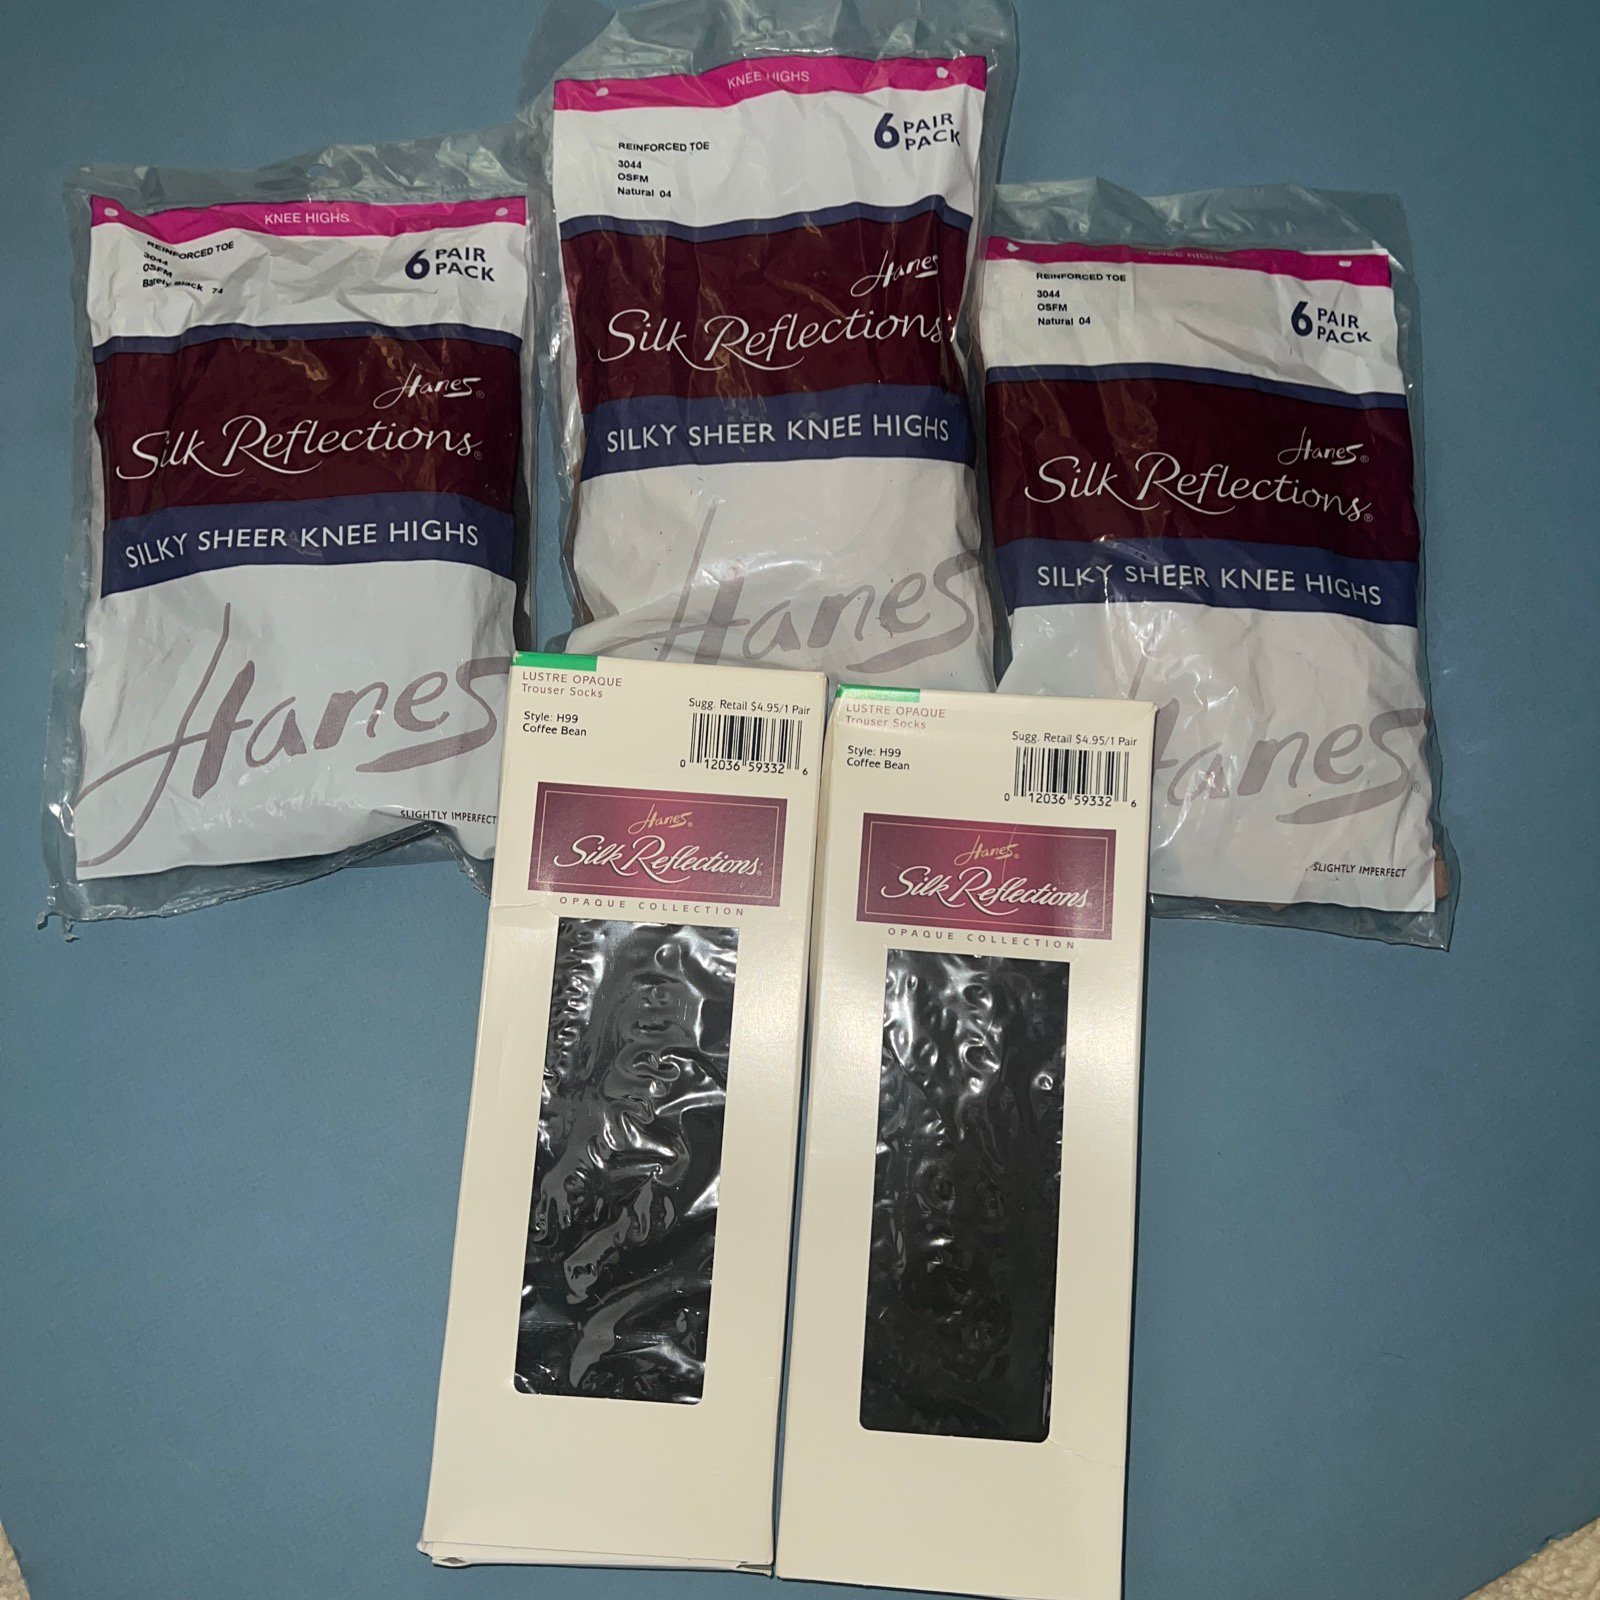 KNEE HIGHS
REINFORCED TOE
3044
OSFM
Barely Black 74
6 PAIR
PACK
Hanes®
Silk Reflections®
SILKY SHEER KNEE HIGHS
Hanes
SLIGHTLY IMPERFECT
KNEE HIGHS
REINFORCED TOE
3044
OSFM
Natural 04
6 PAIR
PACK
Hanes
Silk Reflections
SILKY SHEER KNEE HIGHS
Hanes
KNEE HIGHS
REINFORCED TOE
3044
OSFM
Natural 04
6 PAIR
PACK
Hanes®
Silk Reflections®
SILKY SHEER KNEE HIGHS
Hanes®
SLIGHTLY IMPERFECT
LUSTRE OPAQUE
Trouser Socks
Style: H99
Coffee Bean
Sugg. Retail $4.95/1 Pair
0 12036 59332 6
Hanes®
Silk Reflections®
OPAQUE COLLECTION
LUSTRE OPAQUE
Trouser Socks
Style: H99
Coffee Bean
Sugg. Retail $4.95/1 Pair
0 12036 59332 6
Hanes®
Silk Reflections®
OPAQUE COLLECTION